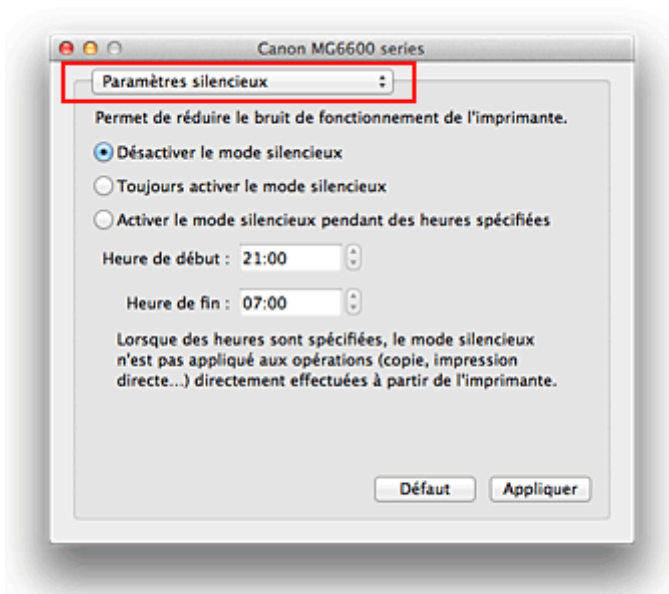 Canon MG6600 series
Paramètres silencieux
Permet de réduire le bruit de fonctionnement de l'imprimante.
Désactiver le mode silencieux
Toujours activer le mode silencieux
Activer le mode silencieux pendant des heures spécifiées
Heure de début : 21:00
Heure de fin : 07:00
Lorsque des heures sont spécifiées, le mode silencieux
n'est pas appliqué aux opérations (copie, impression
directe...) directement effectuées à partir de l'imprimante.
Défaut Appliquer